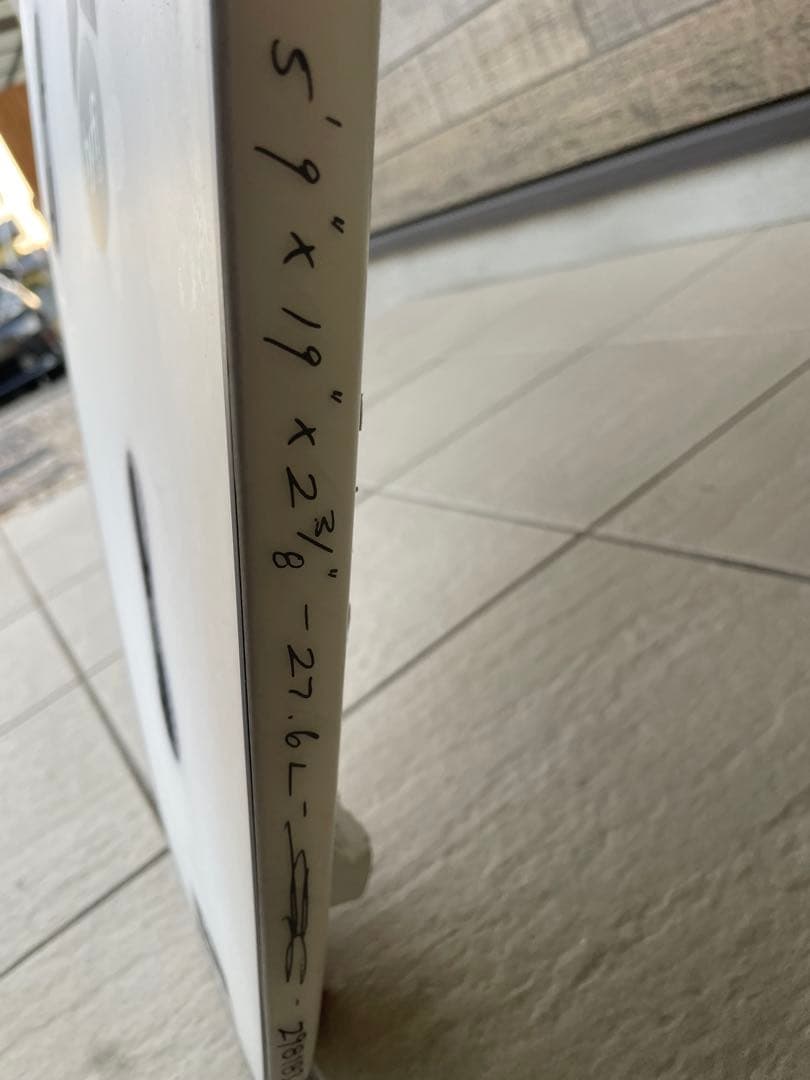 5'9" x 19" x 2 3/8" - 27.6L -